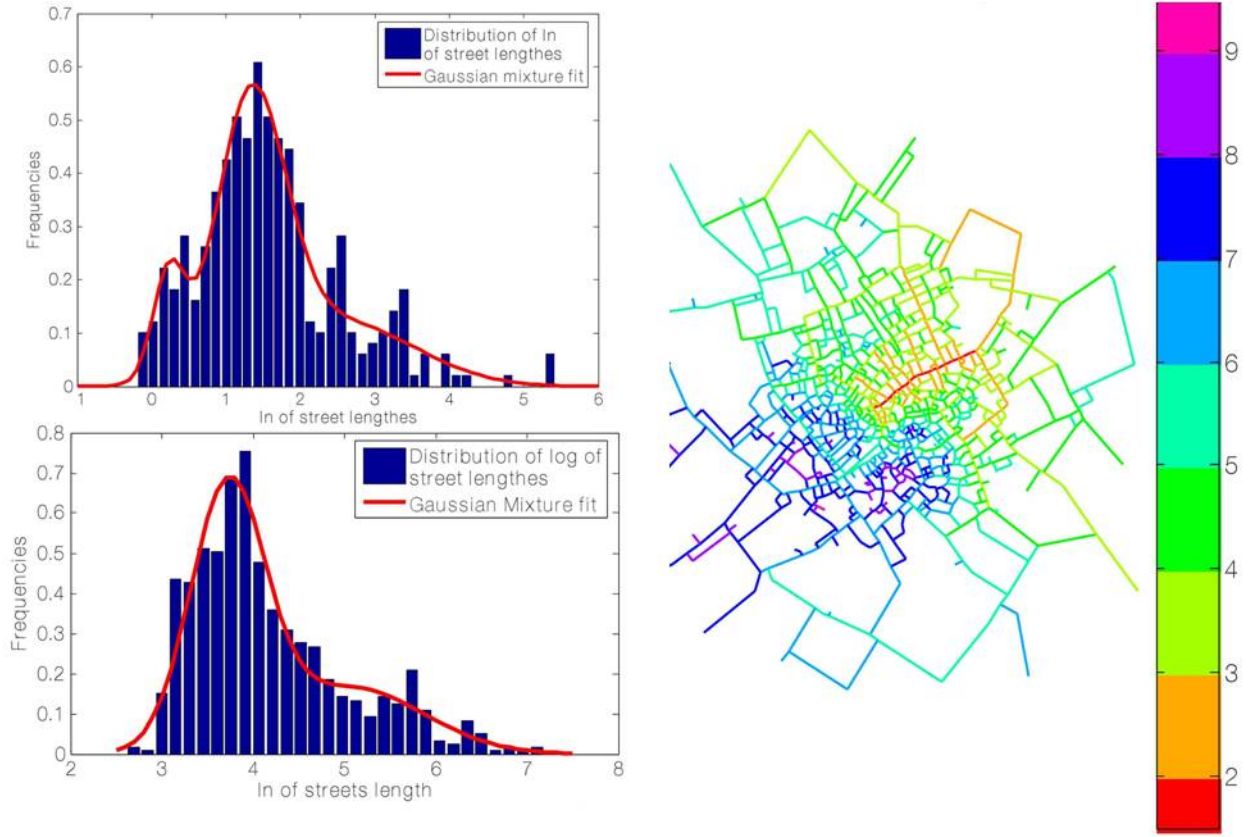 0.7
0.6
0.5
0.4
0.3
0.2
0.1
0
Frequencies
Distribution of ln
of street lengthes
Gaussian mixture fit
1 0 1 2 3 4 5 6
ln of street lengthes
0.8
0.7
0.6
0.5
0.4
0.3
0.2
0.1
0
Frequencies
Distribution of log of
street lengthes
Gaussian Mixture fit
2 3 4 5 6 7 8
ln of streets length
9
8
7
6
5
4
3
2